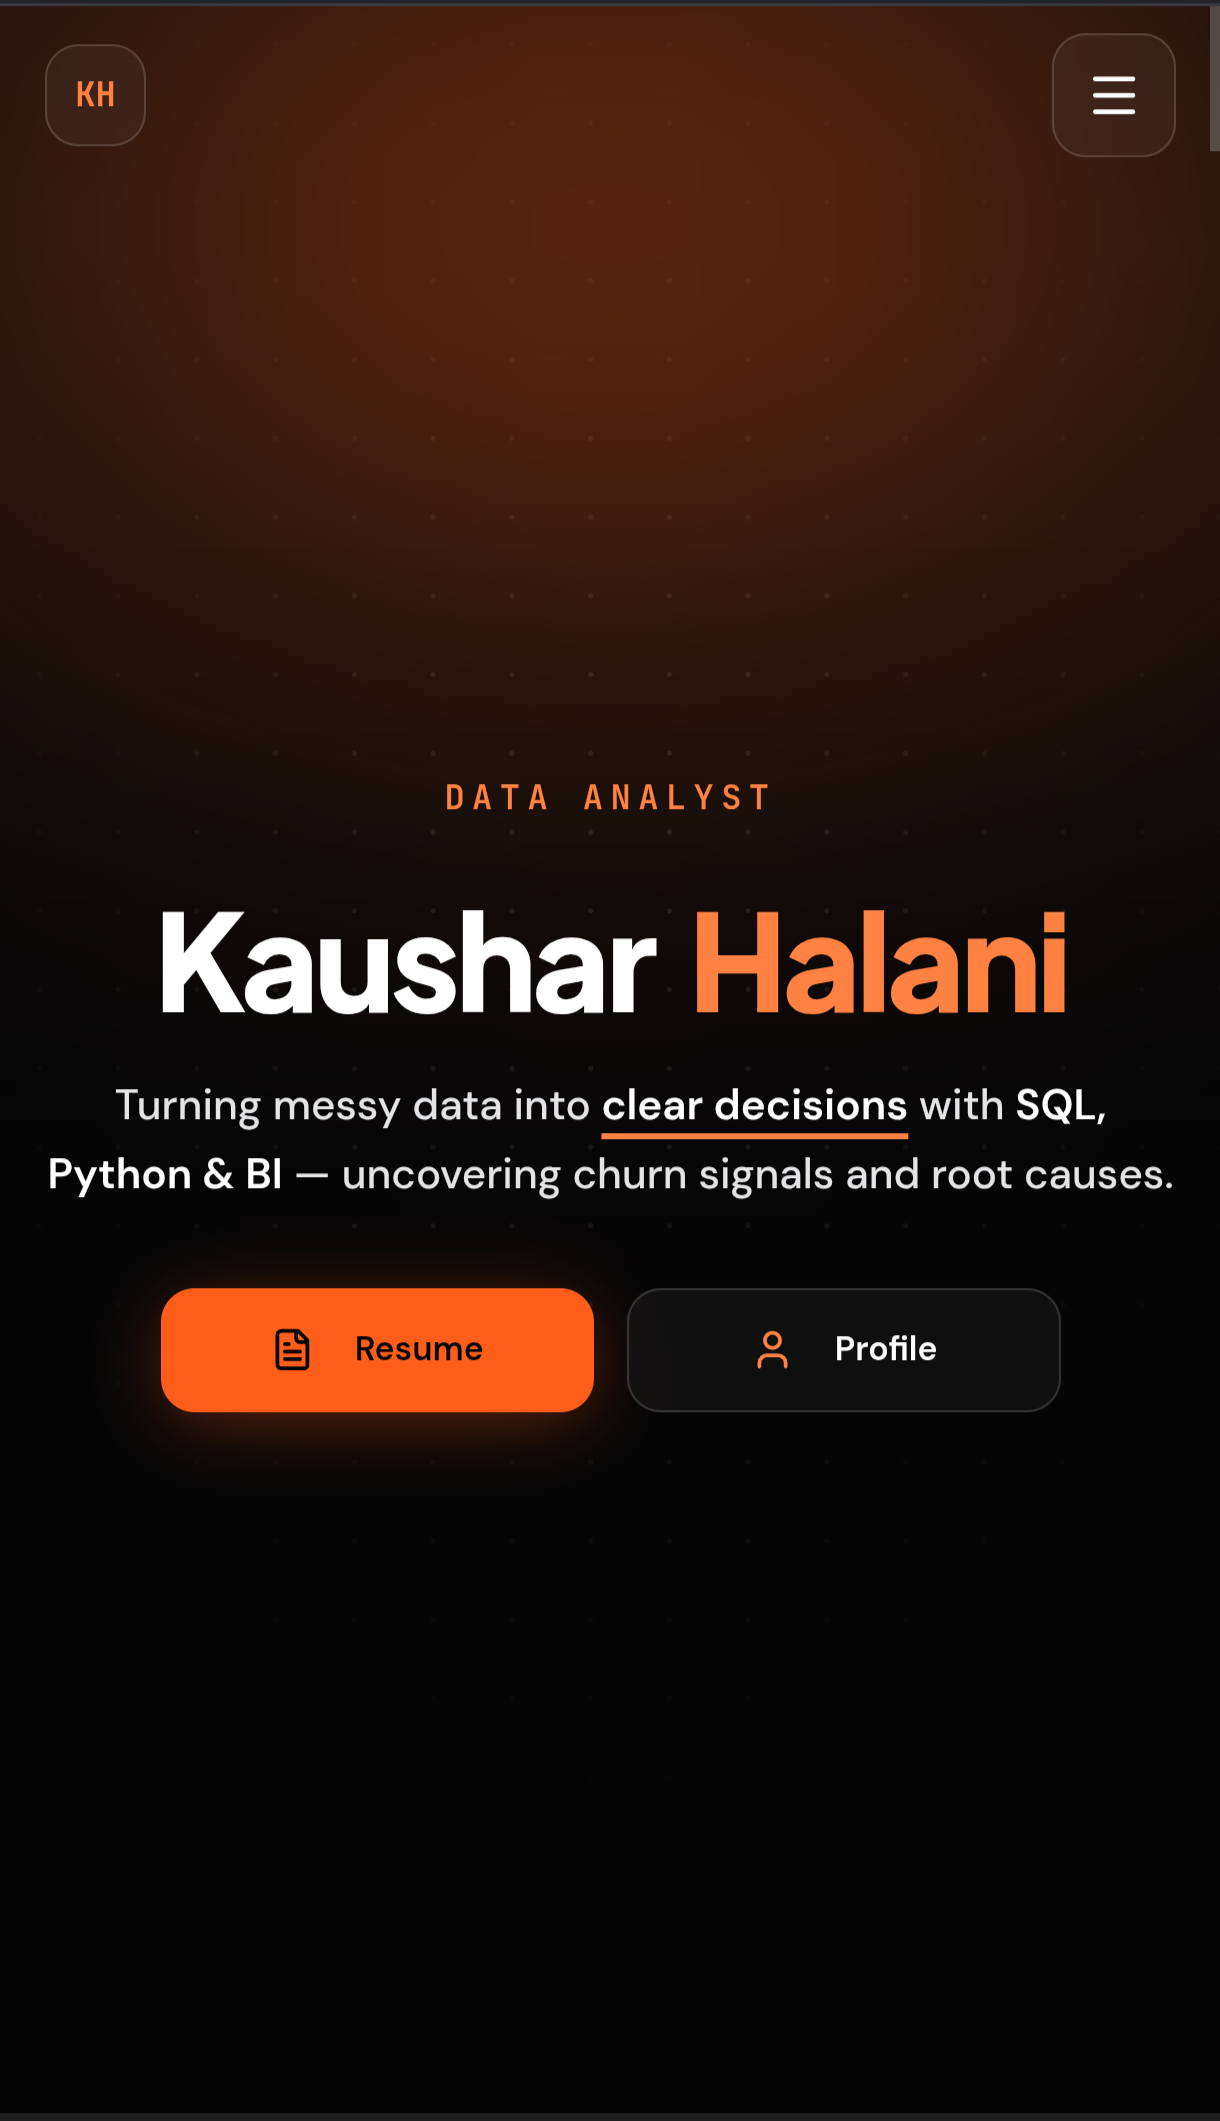 KH
DATA ANALYST
Kaushar Halani
Turning messy data into clear decisions with SQL,
Python & BI — uncovering churn signals and root causes.
Resume
Profile